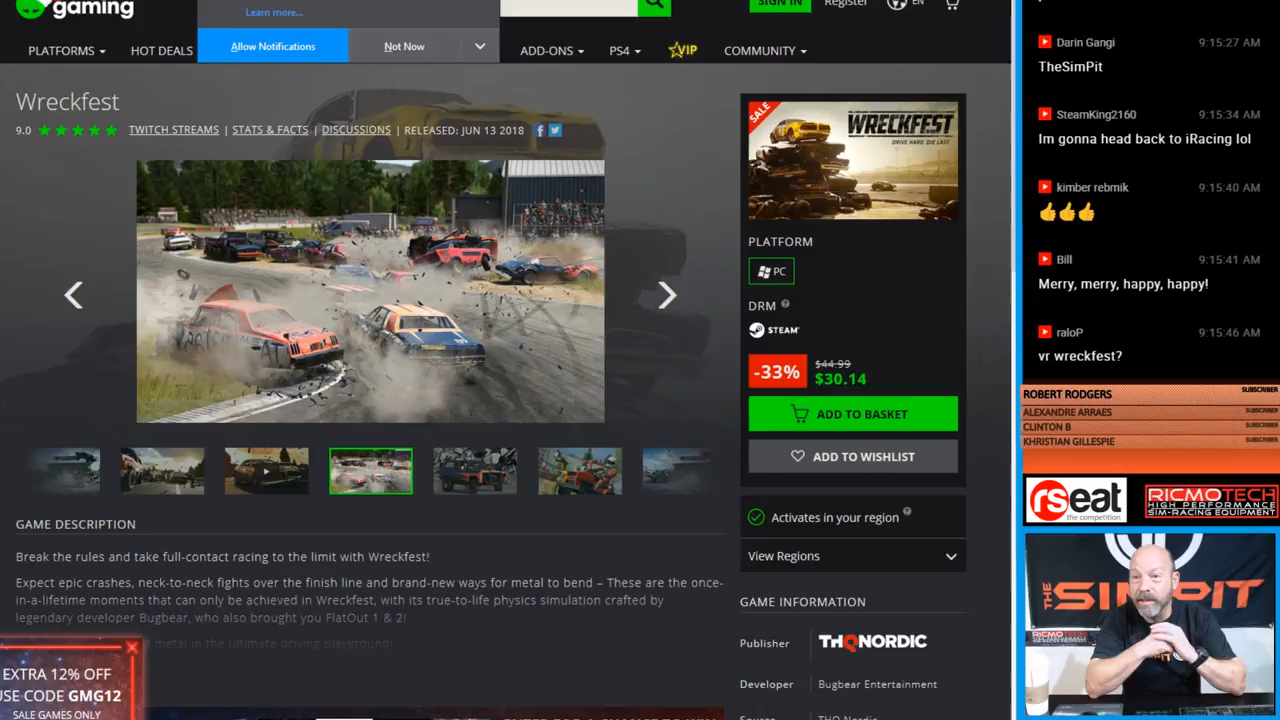 gaming
Learn more...
Allow Notifications
Not Now
SIGN IN
Register
EN
PLATFORMS
HOT DEALS
ADD-ONS
PS4
VIP
COMMUNITY
Wreckfest
9.0
TWITCH STREAMS | STATS & FACTS | DISCUSSIONS | RELEASED: JUN 13 2018
SALE
WRECKFEST
DRIVE HARD. DIE LAST.
PLATFORM
PC
DRM ?
STEAM
-33%
$44.99
$30.14
ADD TO BASKET
ADD TO WISHLIST
Activates in your region ?
View Regions
GAME INFORMATION
Publisher
THQNORDIC
Developer
Bugbear Entertainment
GAME DESCRIPTION
Break the rules and take full-contact racing to the limit with Wreckfest!
Expect epic crashes, neck-to-neck fights over the finish line and brand-new ways for metal to bend – These are the once-
in-a-lifetime moments that can only be achieved in Wreckfest, with its true-to-life physics simulation crafted by
legendary developer Bugbear, who also brought you FlatOut 1 & 2!
metal in the ultimate driving playground!
EXTRA 12% OFF
USE CODE GMG12
SALE GAMES ONLY
Darin Gangi 9:15:27 AM
TheSimPit
SteamKing2160 9:15:34 AM
Im gonna head back to iRacing lol
kimber rebmik 9:15:40 AM
👍👍👍
Bill 9:15:41 AM
Merry, merry, happy, happy!
raloP 9:15:46 AM
vr wreckfest?
ROBERT RODGERS SUBSCRIBER
ALEXANDRE ARRAES SUBSCRIBER
CLINTON B SUBSCRIBER
KHRISTIAN GILLESPIE SUBSCRIBER
rseat
the competition
RICMOTECH
HIGH PERFORMANCE
SIM-RACING EQUIPMENT
THE SIMPIT
RICMOTECH